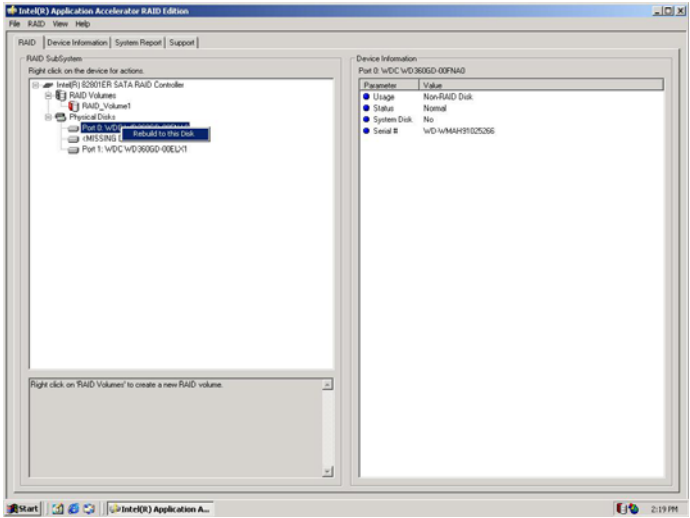 Intel(R) Application Accelerator RAID Edition
File RAID View Help
RAID Device Information System Report Support
RAID SubSystem
Right click on the device for actions.
Intel(R) 82801ER SATA RAID Controller
RAID Volumes
RAID_Volume1
Physical Disks
Port 0: WDC
Rebuild to this Disk
<MISSING
Port 1: WDC WD360GD-00ELX1
Right click on 'RAID Volumes' to create a new RAID volume.
Device Information
Port 0: WDC WD360GD-00FNA0
Parameter Value
Usage Non-RAID Disk
Status Normal
System Disk No
Serial # WD-WMAH91025266
Start Intel(R) Application A... 2:19 PM